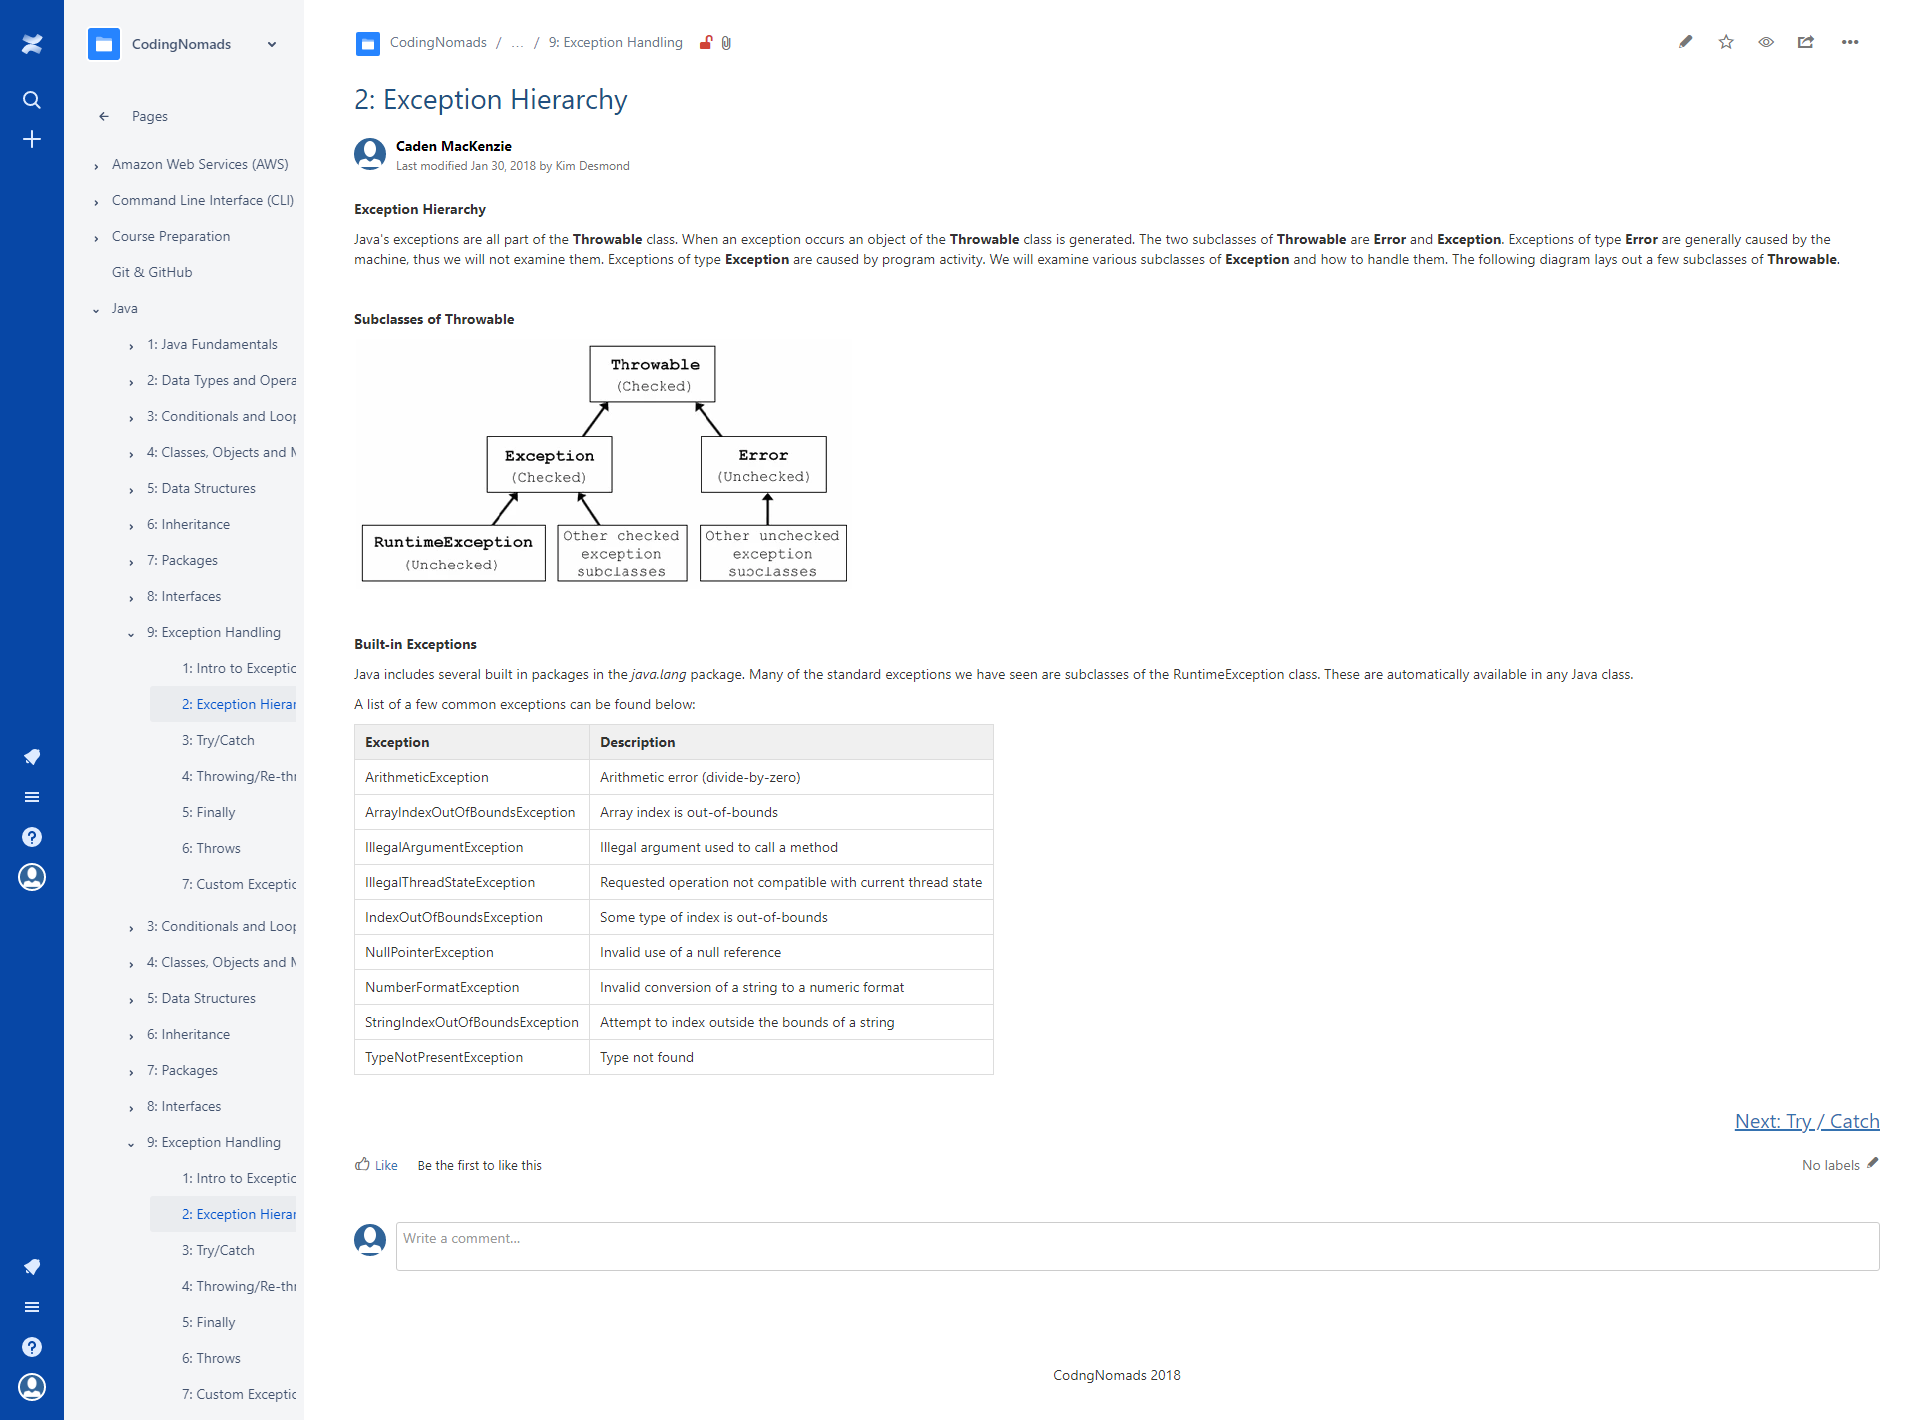 CodingNomads
Pages
Amazon Web Services (AWS)
Command Line Interface (CLI)
Course Preparation
Git & GitHub
Java
1: Java Fundamentals
2: Data Types and Opera
3: Conditionals and Loop
4: Classes, Objects and M
5: Data Structures
6: Inheritance
7: Packages
8: Interfaces
9: Exception Handling
1: Intro to Exceptic
2: Exception Hierar
3: Try/Catch
4: Throwing/Re-thr
5: Finally
6: Throws
7: Custom Exceptic
3: Conditionals and Loop
4: Classes, Objects and M
5: Data Structures
6: Inheritance
7: Packages
8: Interfaces
9: Exception Handling
1: Intro to Exceptic
2: Exception Hierar
3: Try/Catch
4: Throwing/Re-thr
5: Finally
6: Throws
7: Custom Exceptic
CodingNomads / ... / 9: Exception Handling
2: Exception Hierarchy
Caden MacKenzie
Last modified Jan 30, 2018 by Kim Desmond
Exception Hierarchy
Java's exceptions are all part of the Throwable class. When an exception occurs an object of the Throwable class is generated. The two subclasses of Throwable are Error and Exception. Exceptions of type Error are generally caused by the
machine, thus we will not examine them. Exceptions of type Exception are caused by program activity. We will examine various subclasses of Exception and how to handle them. The following diagram lays out a few subclasses of Throwable.
Subclasses of Throwable
Throwable
(Checked)
Exception
(Checked)
Error
(Unchecked)
RuntimeException
(Unchecked)
Other checked
exception
subclasses
Other unchecked
exception
subclasses
Built-in Exceptions
Java includes several built in packages in the java.lang package. Many of the standard exceptions we have seen are subclasses of the RuntimeException class. These are automatically available in any Java class.
A list of a few common exceptions can be found below:
Exception Description
ArithmeticException Arithmetic error (divide-by-zero)
ArrayIndexOutOfBoundsException Array index is out-of-bounds
IllegalArgumentException Illegal argument used to call a method
IllegalThreadStateException Requested operation not compatible with current thread state
IndexOutOfBoundsException Some type of index is out-of-bounds
NullPointerException Invalid use of a null reference
NumberFormatException Invalid conversion of a string to a numeric format
StringIndexOutOfBoundsException Attempt to index outside the bounds of a string
TypeNotPresentException Type not found
Next: Try / Catch
Like Be the first to like this
No labels
Write a comment...
CodngNomads 2018